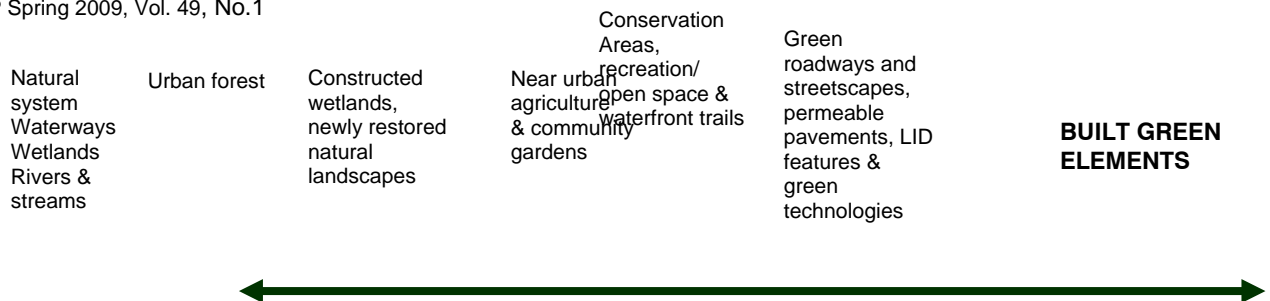 Spring 2009, Vol. 49, No.1
Natural
system
Waterways
Wetlands
Rivers &
streams
Urban forest
Constructed
wetlands,
newly restored
natural
landscapes
Near urban
agriculture
& community
gardens
Conservation
Areas,
recreation/
open space &
waterfront trails
Green
roadways and
streetscapes,
permeable
pavements, LID
features &
green
technologies
BUILT GREEN
ELEMENTS